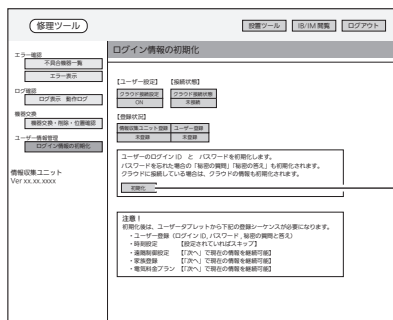 修理ツール
設置ツール
IB/IM 閲覧
ログアウト
ログイン情報の初期化
エラー確認
不具合機器一覧
エラー表示
ログ確認
ログ表示 動作ログ
機器交換
機器交換・削除・位置確認
ユーザー情報管理
ログイン情報の初期化
情報収集ユニット
Ver xx.xx.xxxx
【ユーザー設定】 【接続状態】
クラウド接続設定 クラウド接続状態
ON 未接続
【登録状況】
情報収集ユニット登録 ユーザー登録
未登録 未登録
ユーザーのログイン ID と パスワードを初期化します。
パスワードを忘れた場合の「秘密の質問」「秘密の答え」も初期化されます。
クラウドに接続している場合は、クラウドの情報も初期化されます。
初期化
注意！
初期化後は、ユーザータブレットから下記の登録シーケンスが必要になります。
・ユーザー登録（ログイン ID, パスワード , 秘密の質問と答え）
・時刻設定 【設定されていればスキップ】
・遠隔制御設定 【「次へ」で現在の情報を継続可能】
・家族登録 【「次へ」で現在の情報を継続可能】
・電気料金プラン 【「次へ」で現在の情報を継続可能】